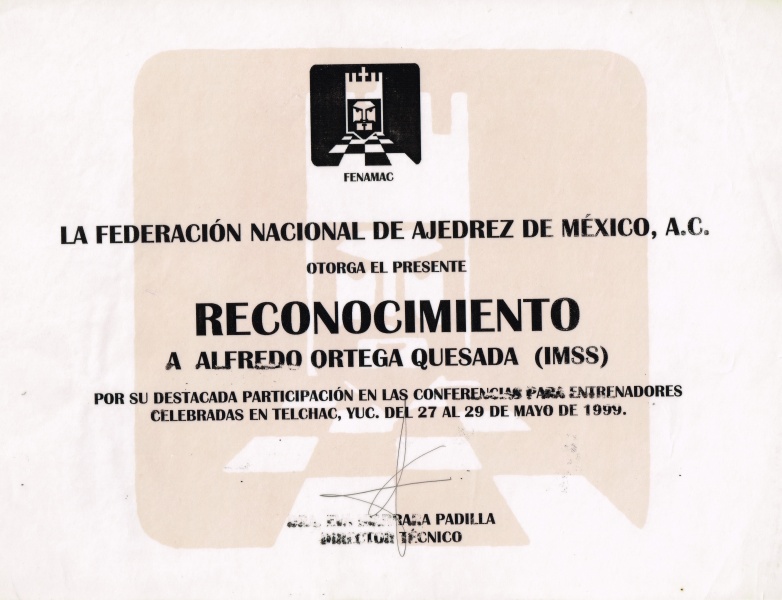 FENAMAC
LA FEDERACIÓN NACIONAL DE AJEDREZ DE MÉXICO, A.C.
OTORGA EL PRESENTE
RECONOCIMIENTO
A ALFREDO ORTEGA QUESADA (IMSS)
POR SU DESTACADA PARTICIPACIÓN EN LAS CONFERENCIAS PARA ENTRENADORES
CELEBRADAS EN TELCHAC, YUC. DEL 27 AL 29 DE MAYO DE 1999.
PADILLA
DIRECTOR TÉCNICO